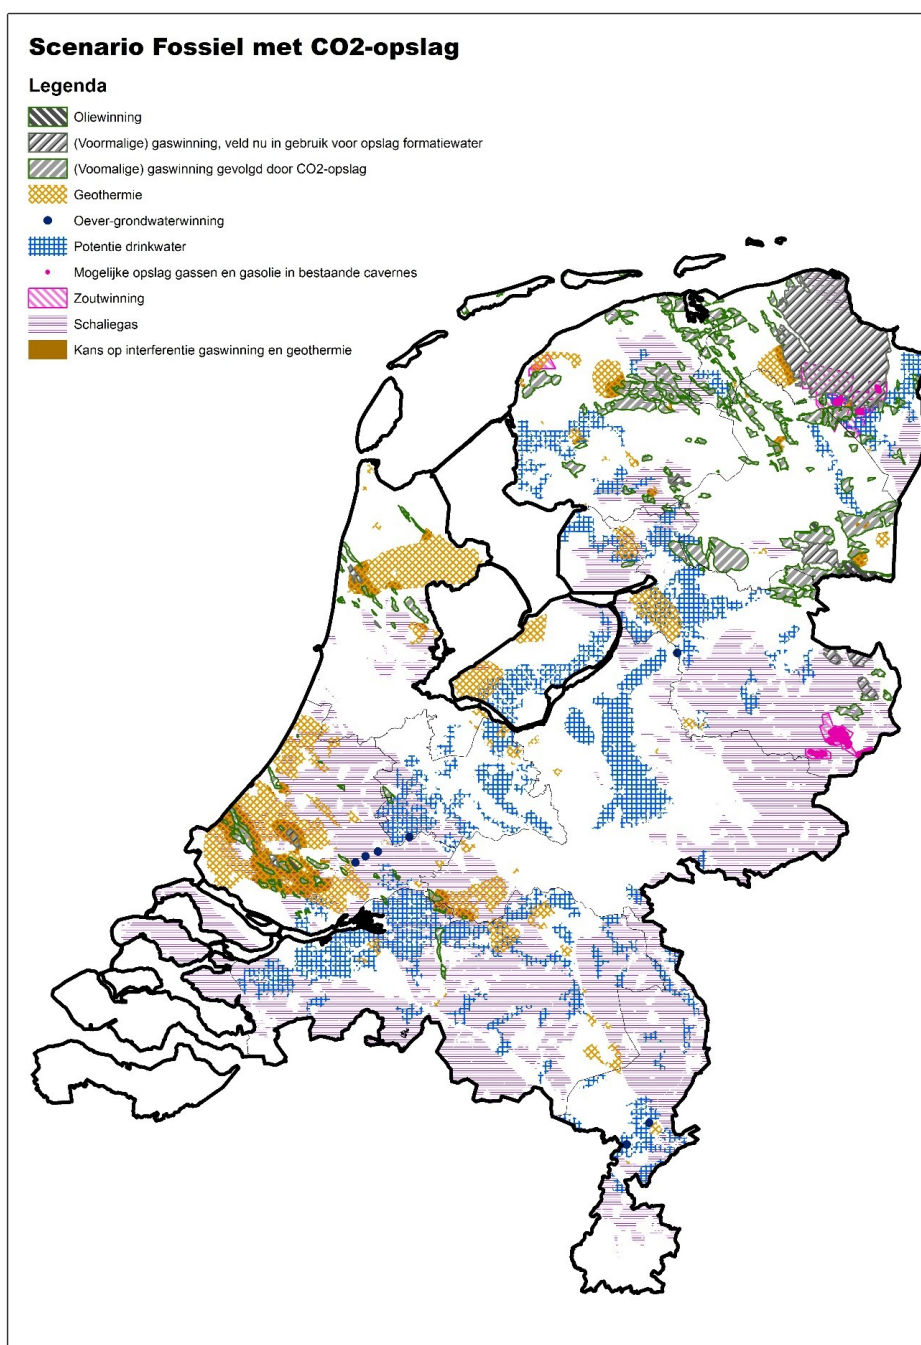 Scenario Fossiel met CO2-opslag
Legenda
Oliewinning
(Voormalige) gaswinning, veld nu in gebruik voor opslag formatiewater
(Voomalige) gaswinning gevolgd door CO2-opslag
Geothermie
Oever-grondwaterwinning
Potentie drinkwater
Mogelijke opslag gassen en gasolie in bestaande cavernes
Zoutwinning
Schaliegas
Kans op interferentie gaswinning en geothermie